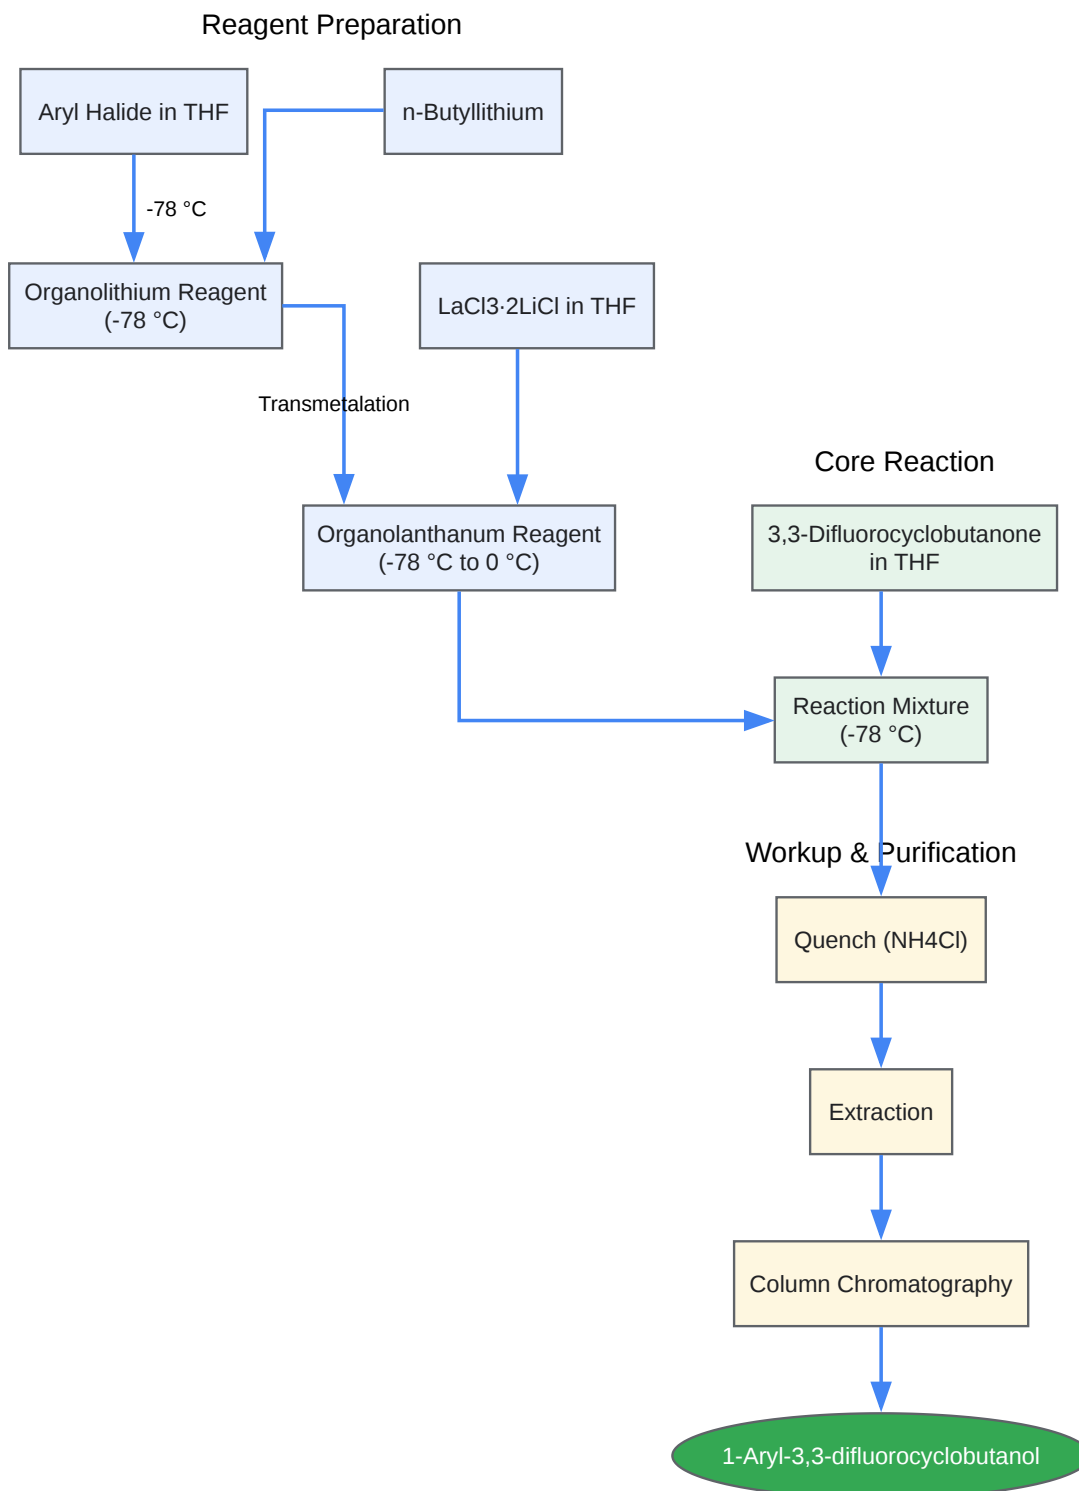 Reagent Preparation
Aryl Halide in THF
n-Butyllithium
-78 °C
Organolithium Reagent
(-78 °C)
LaCl3·2LiCl in THF
Transmetalation
Core Reaction
Organolanthanum Reagent
(-78 °C to 0 °C)
3,3-Difluorocyclobutanone
in THF
Reaction Mixture
(-78 °C)
Workup & Purification
Quench (NH4Cl)
Extraction
Column Chromatography
1-Aryl-3,3-difluorocyclobutanol